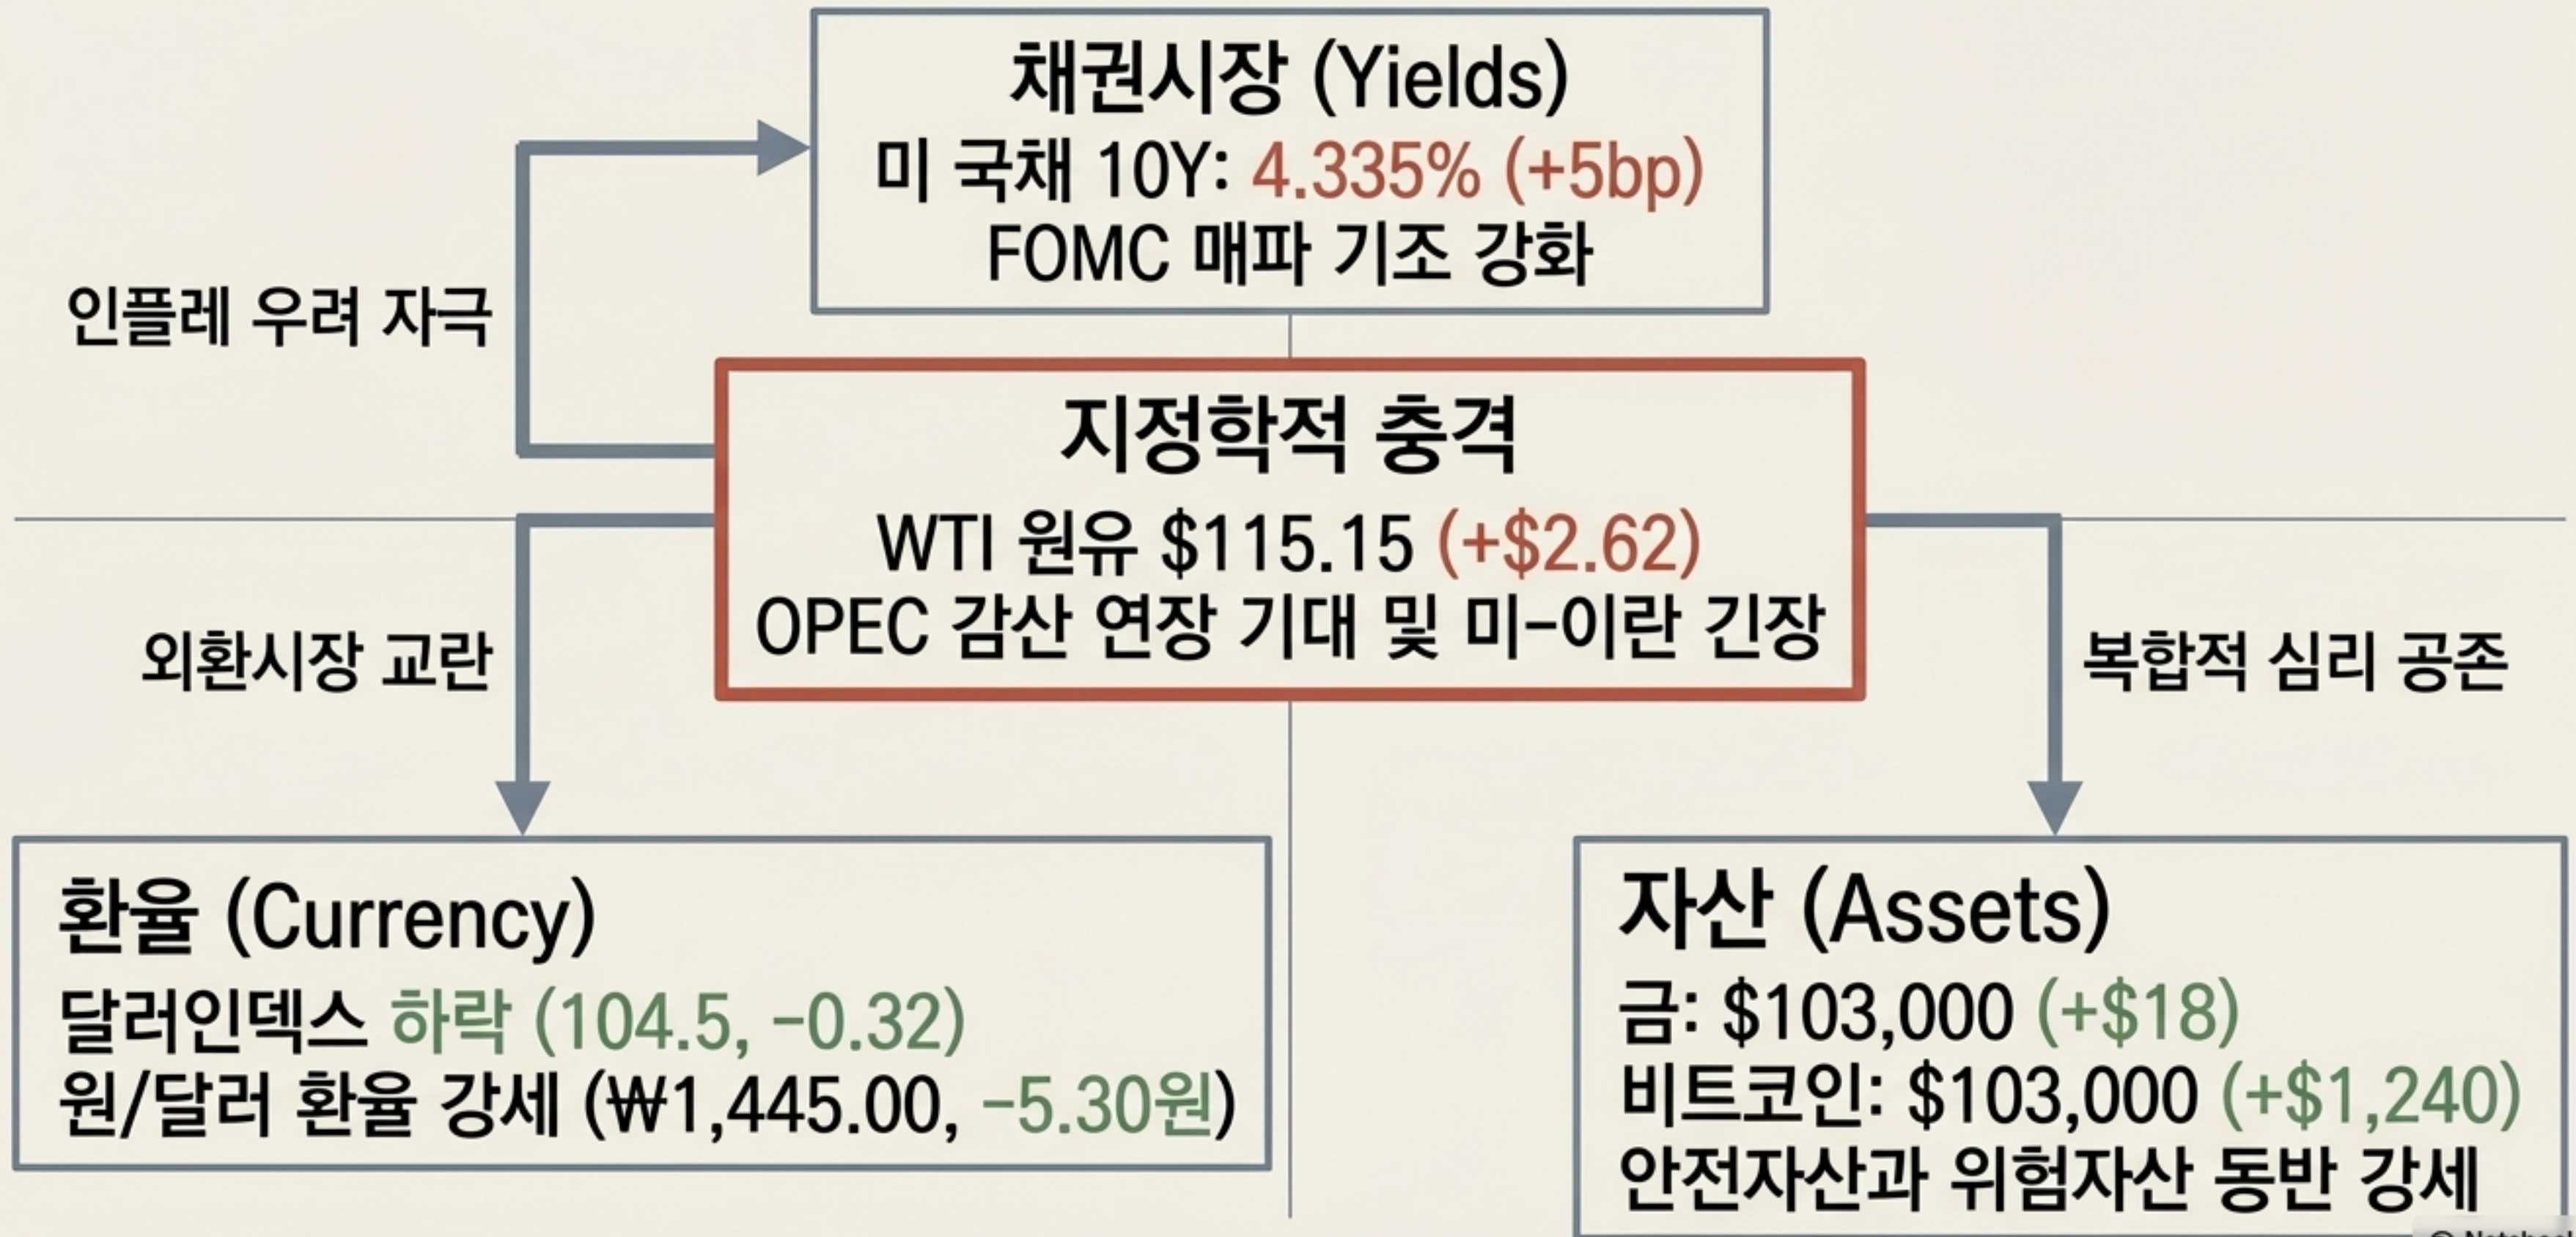 채권시장 (Yields)
미 국채 10Y: 4.335% (+5bp)
FOMC 매파 기조 강화
인플레 우려 자극
지정학적 충격
WTI 원유 $115.15 (+$2.62)
OPEC 감산 연장 기대 및 미-이란 긴장
외환시장 교란
복합적 심리 공존
환율 (Currency)
달러인덱스 하락 (104.5, -0.32)
원/달러 환율 강세 (₩1,445.00, -5.30원)
자산 (Assets)
금: $103,000 (+$18)
비트코인: $103,000 (+$1,240)
안전자산과 위험자산 동반 강세